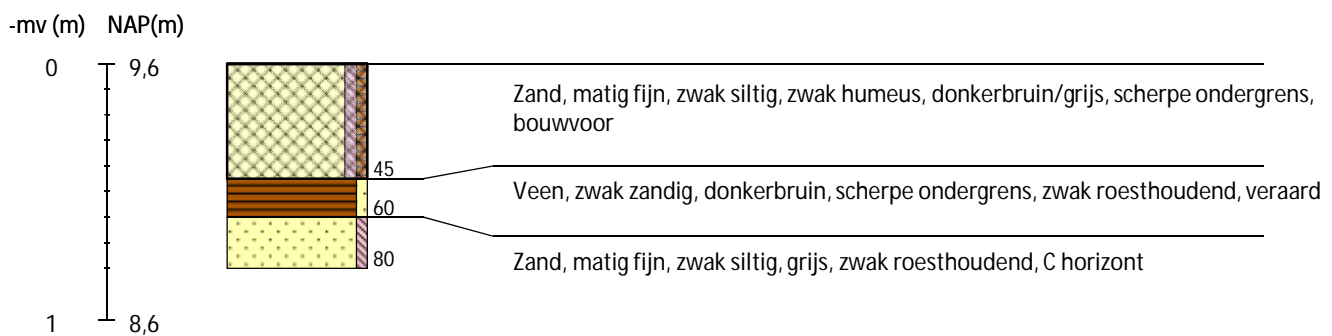 -mv (m) NAP(m)
0 9,6
Zand, matig fijn, zwak siltig, zwak humeus, donkerbruin/grijs, scherpe ondergrens,
bouwvoor
45
Veen, zwak zandig, donkerbruin, scherpe ondergrens, zwak roesthoudend, veraard
60
80
Zand, matig fijn, zwak siltig, grijs, zwak roesthoudend, C horizont
1 8,6